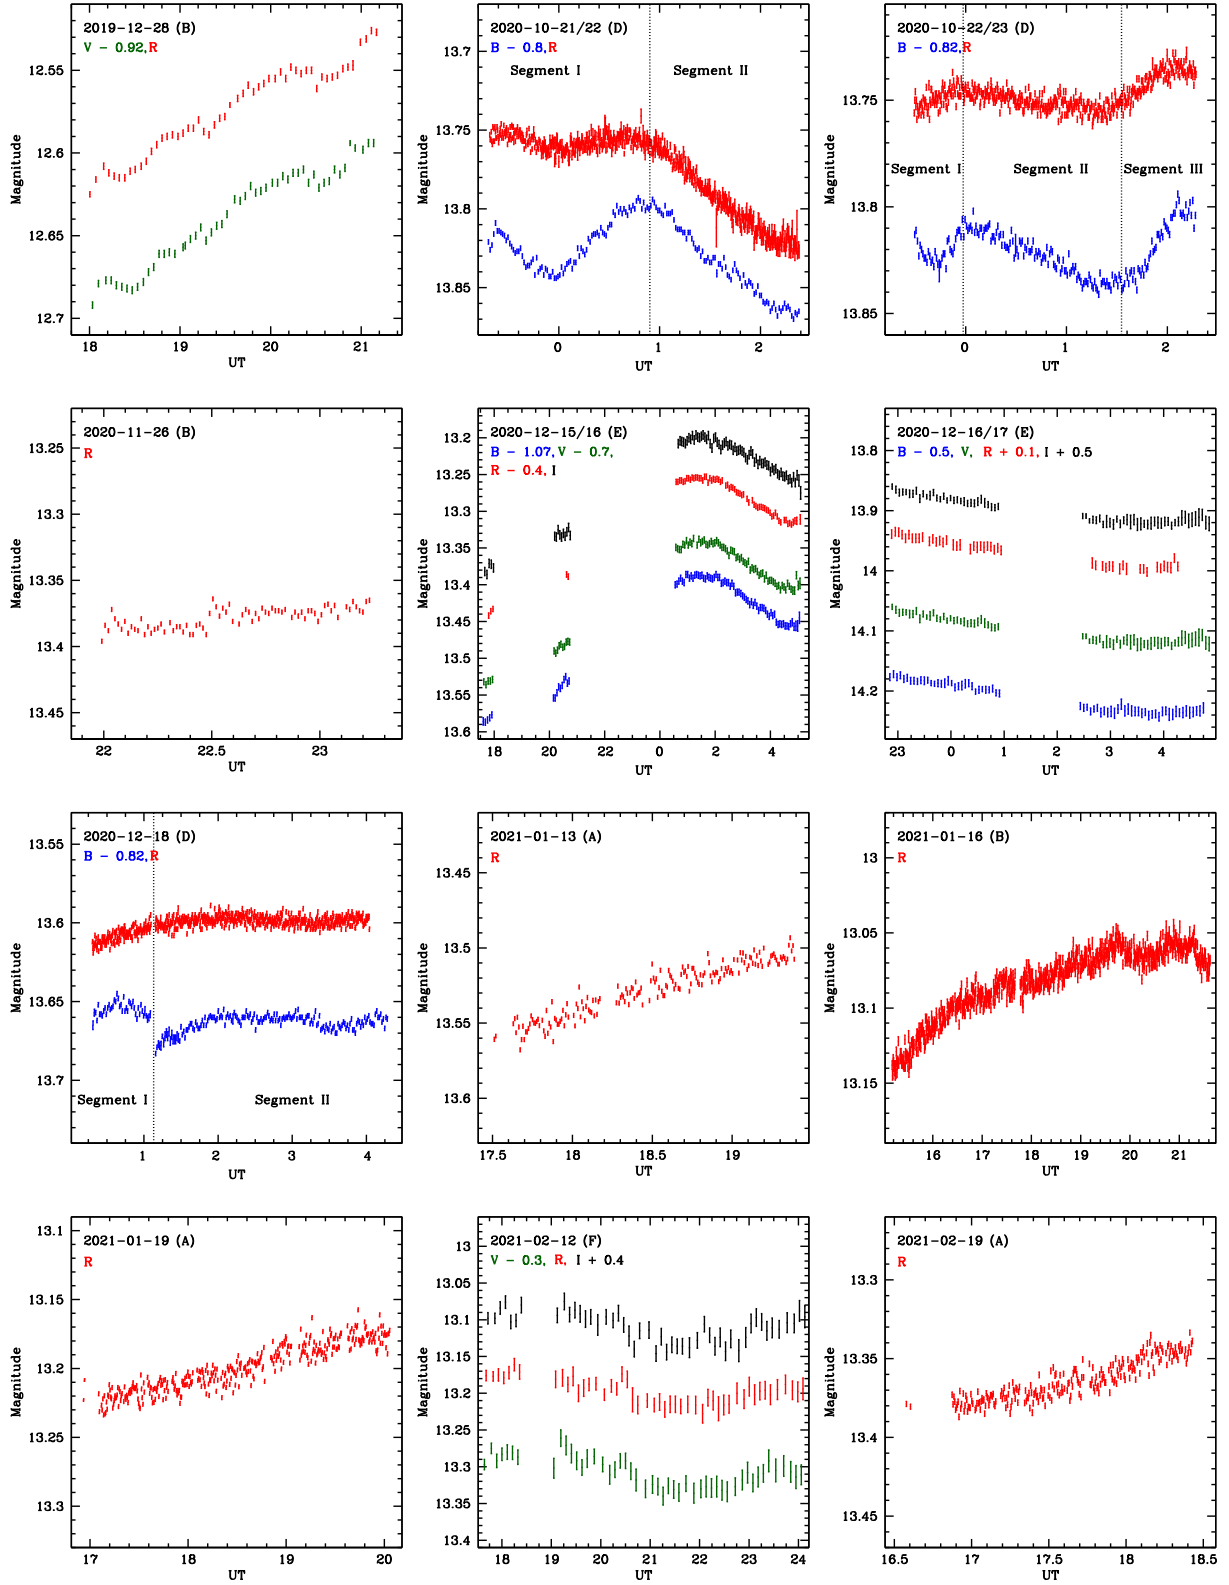 2019-12-28 (B)
V - 0.92, R
12.55
12.6
12.65
12.7
Magnitude
18 19 20 21
UT
2020-10-21/22 (D)
B - 0.8, R
Segment I Segment II
13.7
13.75
13.8
13.85
Magnitude
0 1 2
UT
2020-10-22/23 (D)
B - 0.82, R
Segment I Segment II Segment III
13.75
13.8
13.85
Magnitude
0 1 2
UT
2020-11-26 (B)
R
13.25
13.3
13.35
13.4
13.45
Magnitude
22 22.5 23
UT
2020-12-15/16 (E)
B - 1.07, V - 0.7,
R - 0.4, I
13.2
13.25
13.3
13.35
13.4
13.45
13.5
13.55
13.6
Magnitude
18 20 22 0 2 4
UT
2020-12-16/17 (E)
B - 0.5, V, R + 0.1, I + 0.5
13.8
13.9
14
14.1
14.2
Magnitude
23 0 1 3 4
UT UT
2020-12-18 (D)
B - 0.82, R
13.55
13.6
13.65
13.7
Segment I Segment II
Magnitude
1 2 3 4
UT
2021-01-13 (A)
R
13.45
13.5
13.55
13.6
Magnitude
17.5 18 18.5 19
UT
2021-01-16 (B)
R
13
13.05
13.1
13.15
Magnitude
16 17 18 19 20 21
UT
2021-01-19 (A)
R
13.1
13.15
13.2
13.25
13.3
Magnitude
17 18 19 20
UT
2021-02-12 (F)
V - 0.3, R, I + 0.4
13
13.05
13.1
13.15
13.2
13.25
13.3
13.35
13.4
Magnitude
18 19 20 21 22 23 24
UT
2021-02-19 (A)
R
13.3
13.35
13.4
13.45
Magnitude
16.5 17 17.5 18 18.5
UT